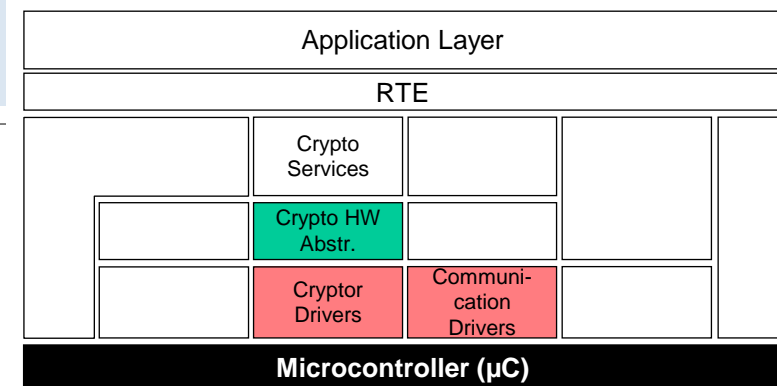 Application Layer
RTE
Crypto
Services
Crypto HW
Abstr.
Cryptor
Drivers
Communi-
cation
Drivers
Microcontroller (µC)